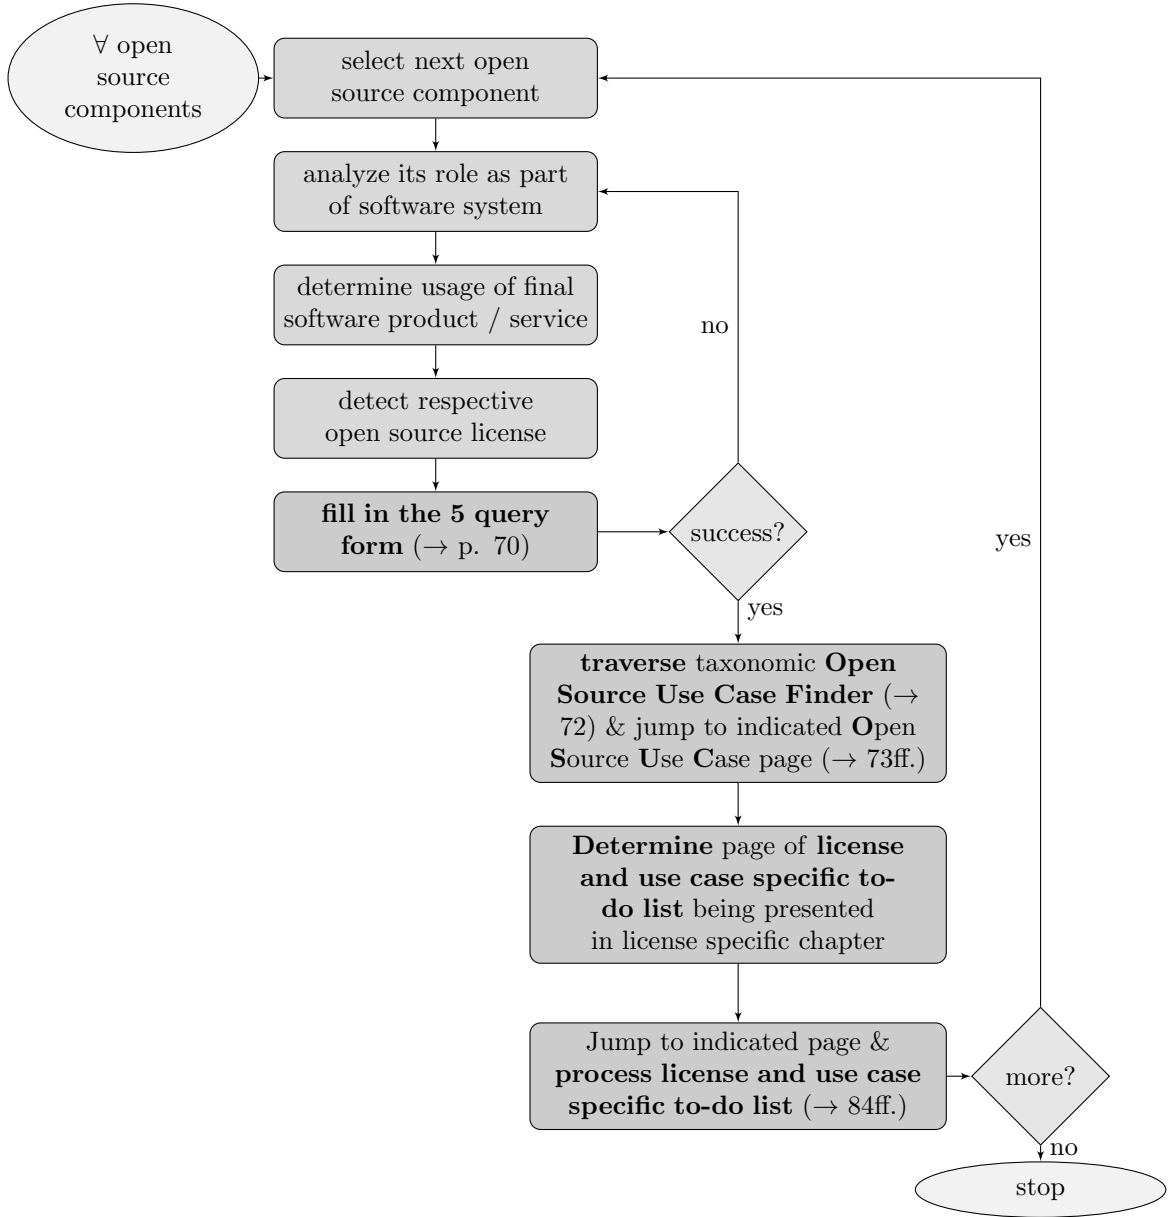 ∀ open
source
components
select next open
source component
analyze its role as part
of software system
determine usage of final
software product / service
no
detect respective
open source license
fill in the 5 query
form (→ p. 70)
success?
yes
yes
traverse taxonomic Open
Source Use Case Finder (→
72) & jump to indicated Open
Source Use Case page (→ 73ff.)
Determine page of license
and use case specific to-
do list being presented
in license specific chapter
Jump to indicated page &
process license and use case
specific to-do list (→ 84ff.)
more?
no
stop